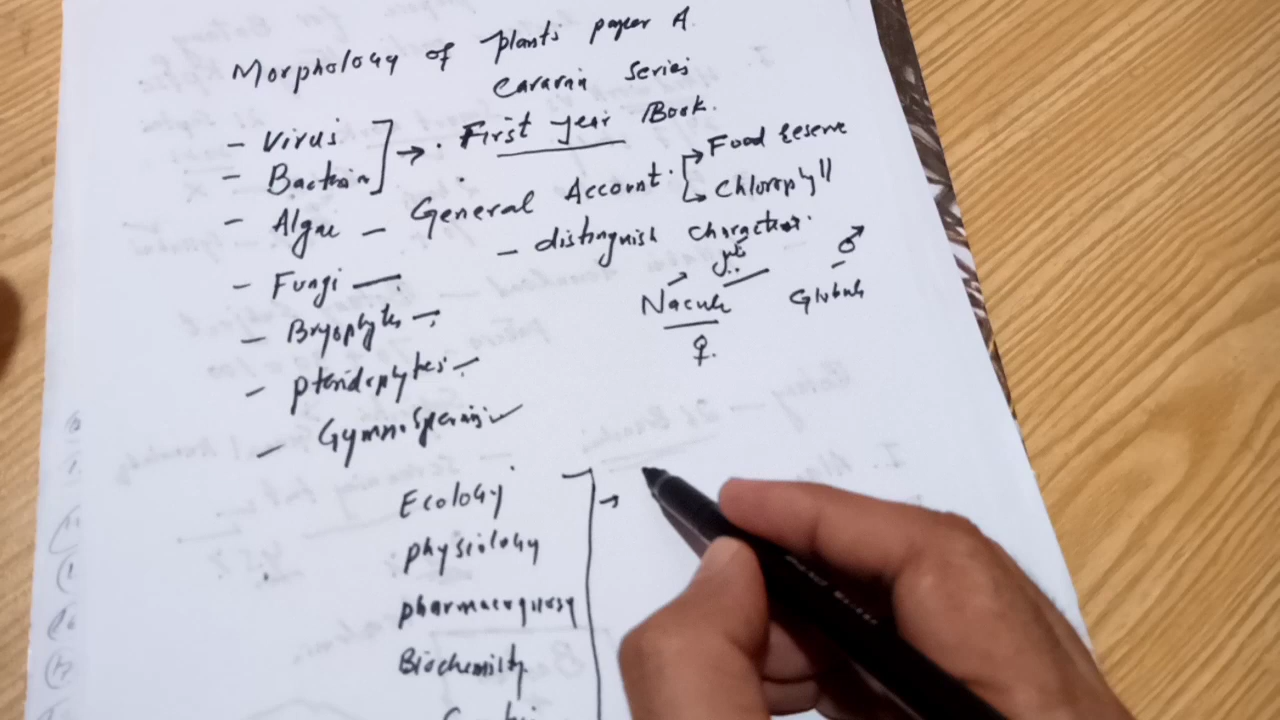 Morphology of plants paper A
Caravan Series
- Virus
- Bacteria → First year Book.
- Algae - General Account. → Food Reserve
→ Chlorophyll
- distinguish character
- Fungi -
- Bryophytes -
- Pteridophytes -
- Gymnosperms ✓
Nacule
♀
Globule
♂
Ecology
physiology
pharmacognosy
Biochemistry